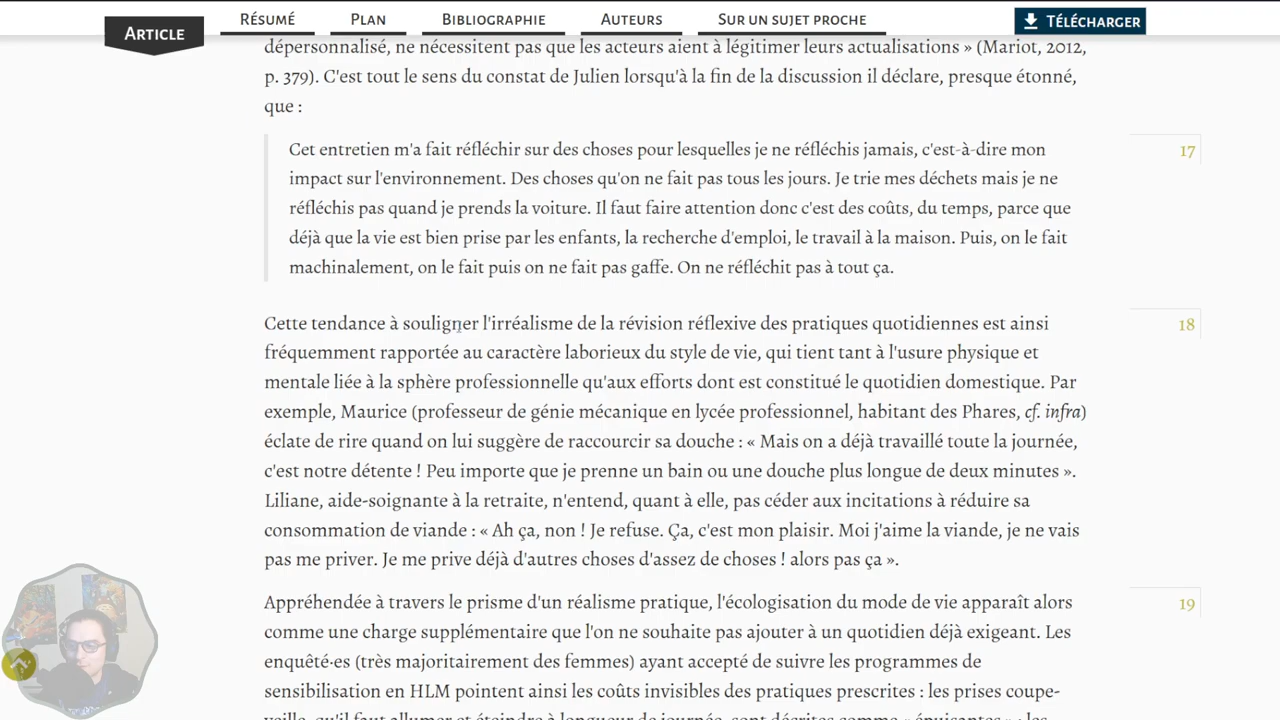 ARTICLE
RÉSUMÉ
PLAN
BIBLIOGRAPHIE
AUTEURS
SUR UN SUJET PROCHE
TÉLÉCHARGER
dépersonnalisé, ne nécessitent pas que les acteurs aient à légitimer leurs actualisations » (Mariot, 2012,
p. 379). C'est tout le sens du constat de Julien lorsqu'à la fin de la discussion il déclare, presque étonné,
que :
Cet entretien m'a fait réfléchir sur des choses pour lesquelles je ne réfléchis jamais, c'est-à-dire mon
17
impact sur l'environnement. Des choses qu'on ne fait pas tous les jours. Je trie mes déchets mais je ne
réfléchis pas quand je prends la voiture. Il faut faire attention donc c'est des coûts, du temps, parce que
déjà que la vie est bien prise par les enfants, la recherche d'emploi, le travail à la maison. Puis, on le fait
machinalement, on le fait puis on ne fait pas gaffe. On ne réfléchit pas à tout ça.
Cette tendance à souligner l'irréalisme de la révision réflexive des pratiques quotidiennes est ainsi
18
fréquemment rapportée au caractère laborieux du style de vie, qui tient tant à l'usure physique et
mentale liée à la sphère professionnelle qu'aux efforts dont est constitué le quotidien domestique. Par
exemple, Maurice (professeur de génie mécanique en lycée professionnel, habitant des Phares, cf. infra)
éclate de rire quand on lui suggère de raccourcir sa douche : « Mais on a déjà travaillé toute la journée,
c'est notre détente ! Peu importe que je prenne un bain ou une douche plus longue de deux minutes ».
Liliane, aide-soignante à la retraite, n'entend, quant à elle, pas céder aux incitations à réduire sa
consommation de viande : « Ah ça, non ! Je refuse. Ça, c'est mon plaisir. Moi j'aime la viande, je ne vais
pas me priver. Je me prive déjà d'autres choses d'assez de choses ! alors pas ça ».
Appréhendée à travers le prisme d'un réalisme pratique, l'écologisation du mode de vie apparaît alors
19
comme une charge supplémentaire que l'on ne souhaite pas ajouter à un quotidien déjà exigeant. Les
enquêté·es (très majoritairement des femmes) ayant accepté de suivre les programmes de
sensibilisation en HLM pointent ainsi les coûts invisibles des pratiques prescrites : les prises coupe-
veille, qu'il faut allumer et éteindre à longueur de journée, sont décrites comme « épuisantes » ; les